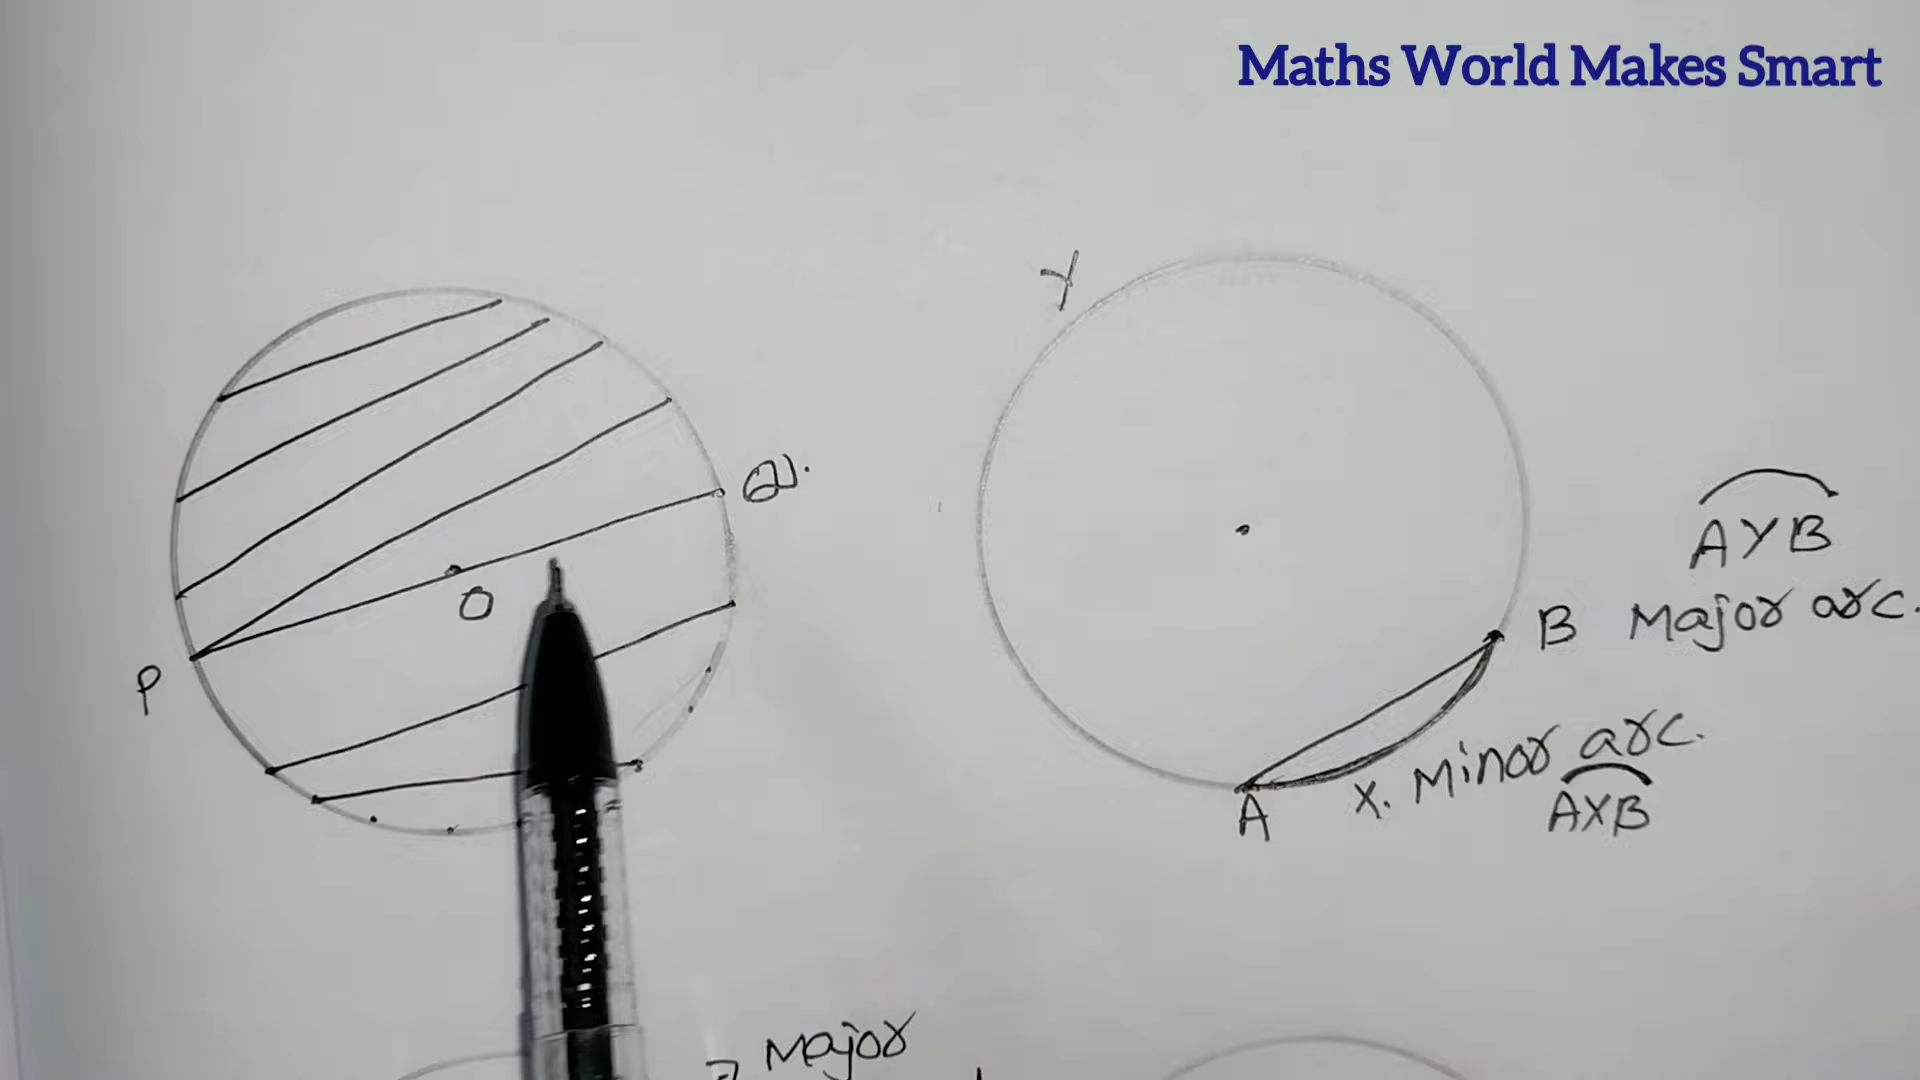 Maths World Makes Smart
Y
Q
O
P
AYB
B Major arc.
X. Minor arc.
A
AXB
Major